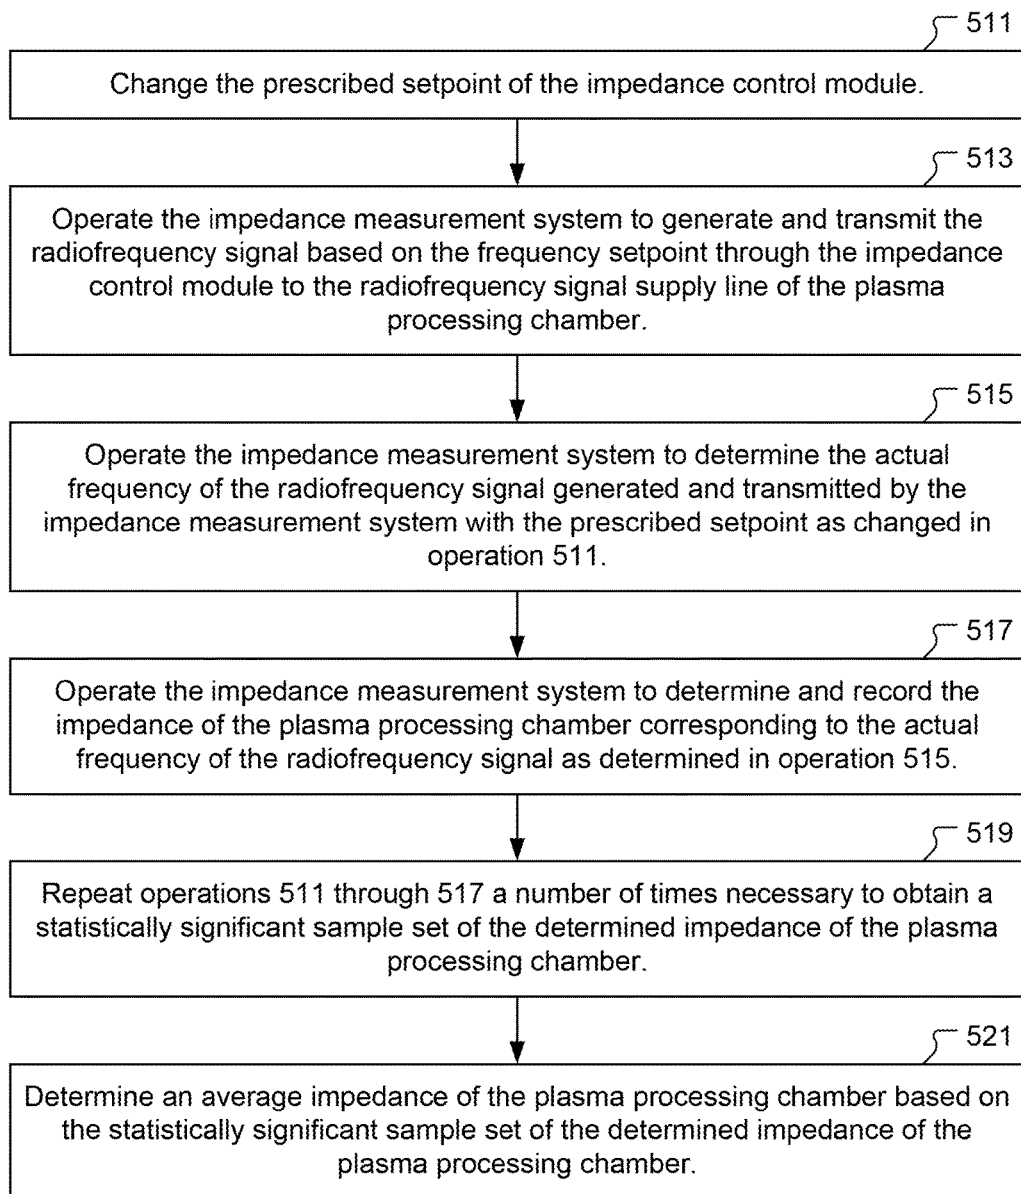 511
Change the prescribed setpoint of the impedance control module.
513
Operate the impedance measurement system to generate and transmit the
radiofrequency signal based on the frequency setpoint through the impedance
control module to the radiofrequency signal supply line of the plasma
processing chamber.
515
Operate the impedance measurement system to determine the actual
frequency of the radiofrequency signal generated and transmitted by the
impedance measurement system with the prescribed setpoint as changed in
operation 511.
517
Operate the impedance measurement system to determine and record the
impedance of the plasma processing chamber corresponding to the actual
frequency of the radiofrequency signal as determined in operation 515.
519
Repeat operations 511 through 517 a number of times necessary to obtain a
statistically significant sample set of the determined impedance of the plasma
processing chamber.
521
Determine an average impedance of the plasma processing chamber based on
the statistically significant sample set of the determined impedance of the
plasma processing chamber.